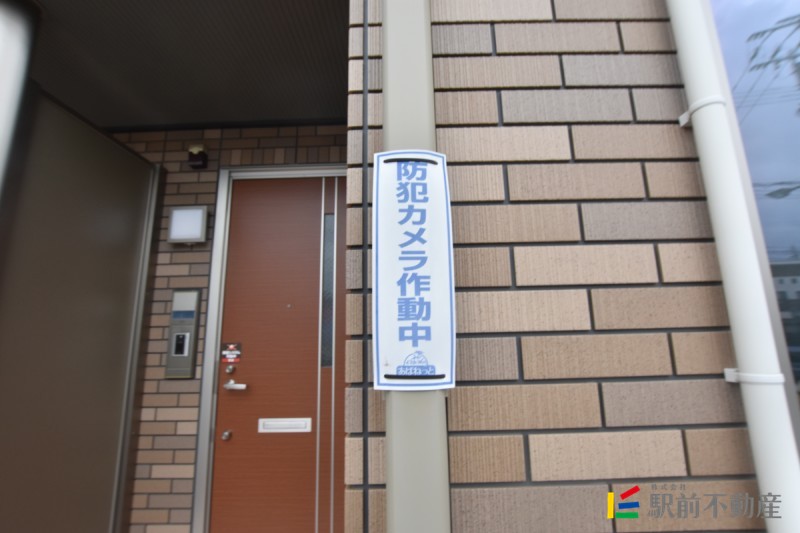 防犯カメラ作動中
株式会社
駅前不動産